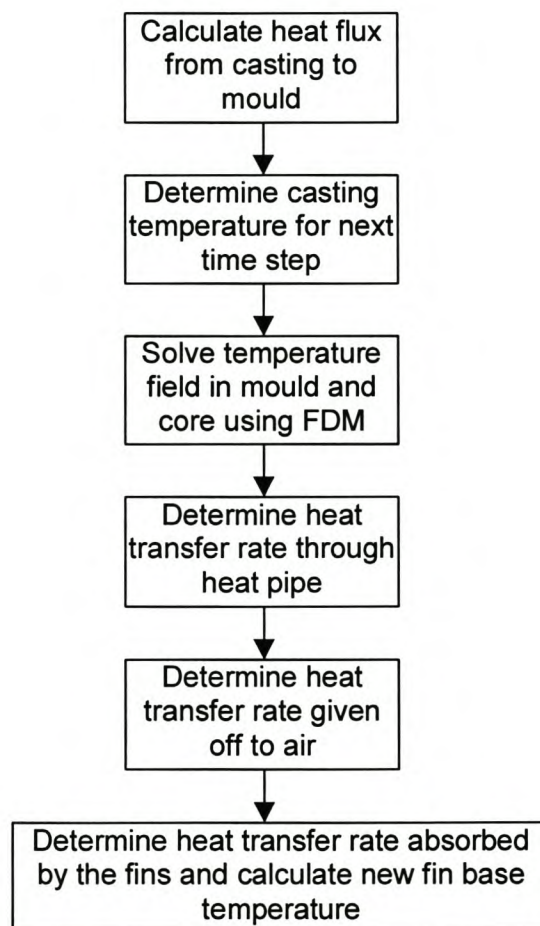 Calculate heat flux
from casting to
mould
Determine casting
temperature for next
time step
Solve temperature
field in mould and
core using FDM
Determine heat
transfer rate through
heat pipe
Determine heat
transfer rate given
off to air
Determine heat transfer rate absorbed
by the fins and calculate new fin base
temperature